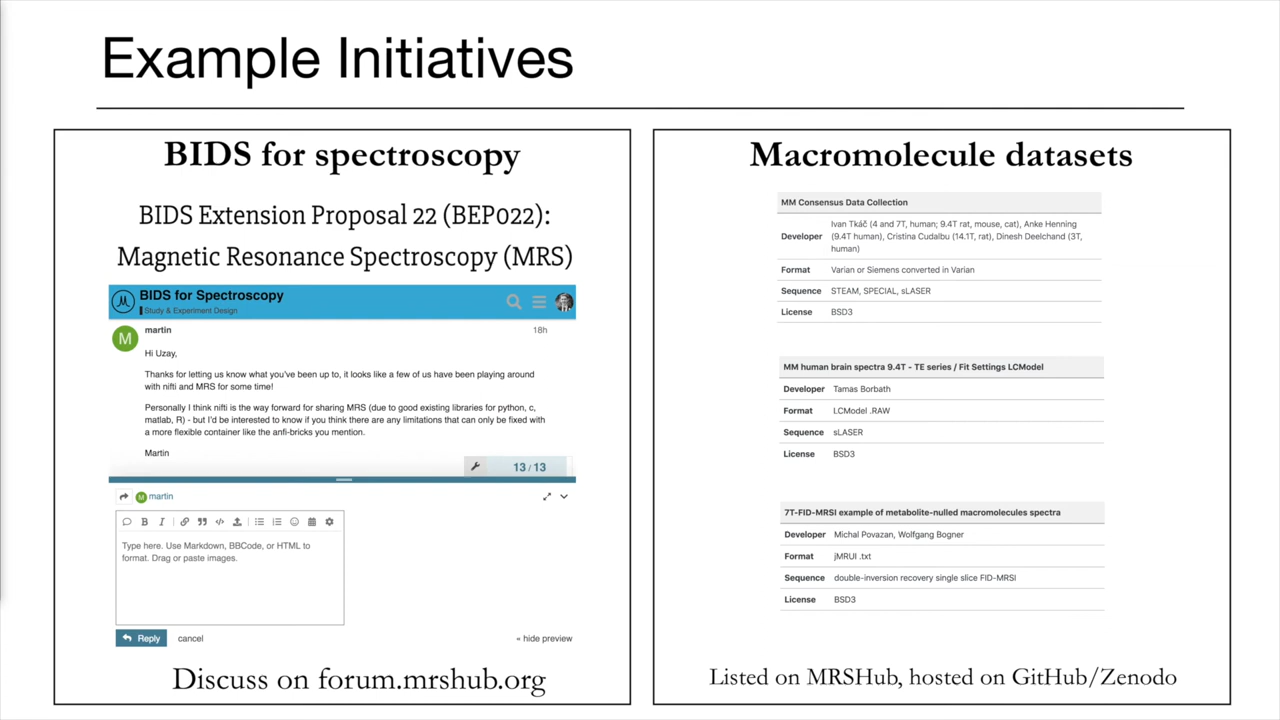 Example Initiatives
BIDS for spectroscopy
BIDS Extension Proposal 22 (BEP022):
Magnetic Resonance Spectroscopy (MRS)
BIDS for Spectroscopy
Study & Experiment Design
M
martin
18h
Hi Uzay,
Thanks for letting us know what you've been up to, it looks like a few of us have been playing around
with nifti and MRS for some time!
Personally I think nifti is the way forward for sharing MRS (due to good existing libraries for python, c,
matlab, R) - but I'd be interested to know if you think there are any limitations that can only be fixed with
a more flexible container like the anfi-bricks you mention.
Martin
13 / 13
martin
B I
Type here. Use Markdown, BBCode, or HTML to
format. Drag or paste images.
Reply cancel
« hide preview
Discuss on forum.mrshub.org
Macromolecule datasets
MM Consensus Data Collection
Developer Ivan Tkáč (4 and 7T, human; 9.4T rat, mouse, cat), Anke Henning
(9.4T human), Cristina Cudalbu (14.1T, rat), Dinesh Deelchand (3T,
human)
Format Varian or Siemens converted in Varian
Sequence STEAM, SPECIAL, sLASER
License BSD3
MM human brain spectra 9.4T - TE series / Fit Settings LCModel
Developer Tamas Borbath
Format LCModel .RAW
Sequence sLASER
License BSD3
7T-FID-MRSI example of metabolite-nulled macromolecules spectra
Developer Michal Povazan, Wolfgang Bogner
Format jMRUI .txt
Sequence double-inversion recovery single slice FID-MRSI
License BSD3
Listed on MRSHub, hosted on GitHub/Zenodo